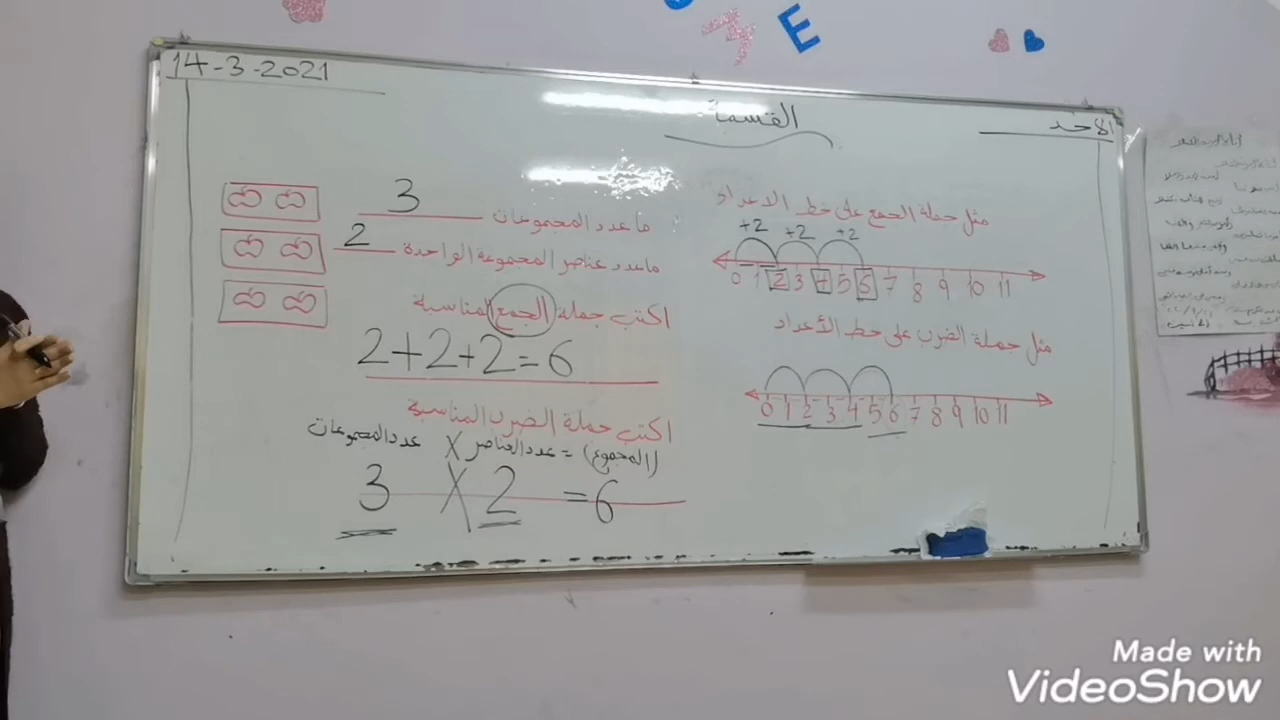 الأحد
القسمة
14-3-2021
مثل جملة الجمع على خط الاعداد
+2 +2 +2
0 1 2 3 4 5 6 7 8 9 10 11
مثل جملة الضرب على خط الأعداد
0 1 2 3 4 5 6 7 8 9 10 11
ما عدد المجموعات 3
ما عدد عناصر المجموعة الواحدة 2
اكتب جملة الجمع المناسبة
2+2+2=6
اكتب جملة الضرب المناسبة
(المجموع) = عدد العناصر X عدد المجموعات
3 X 2 = 6
M E
Made with
VideoShow